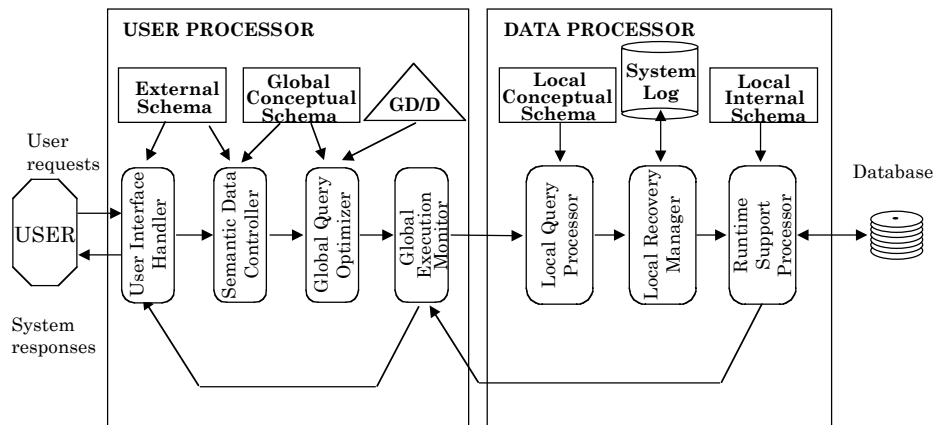 USER PROCESSOR
DATA PROCESSOR
External
Schema
Global
Conceptual
Schema
GD/D
Local
Conceptual
Schema
System
Log
Local
Internal
Schema
User
requests
USER
System
responses
User Interface
Handler
Semantic Data
Controller
Global Query
Optimizer
Global
Execution
Monitor
Local Query
Processor
Local Recovery
Manager
Runtime
Support
Processor
Database